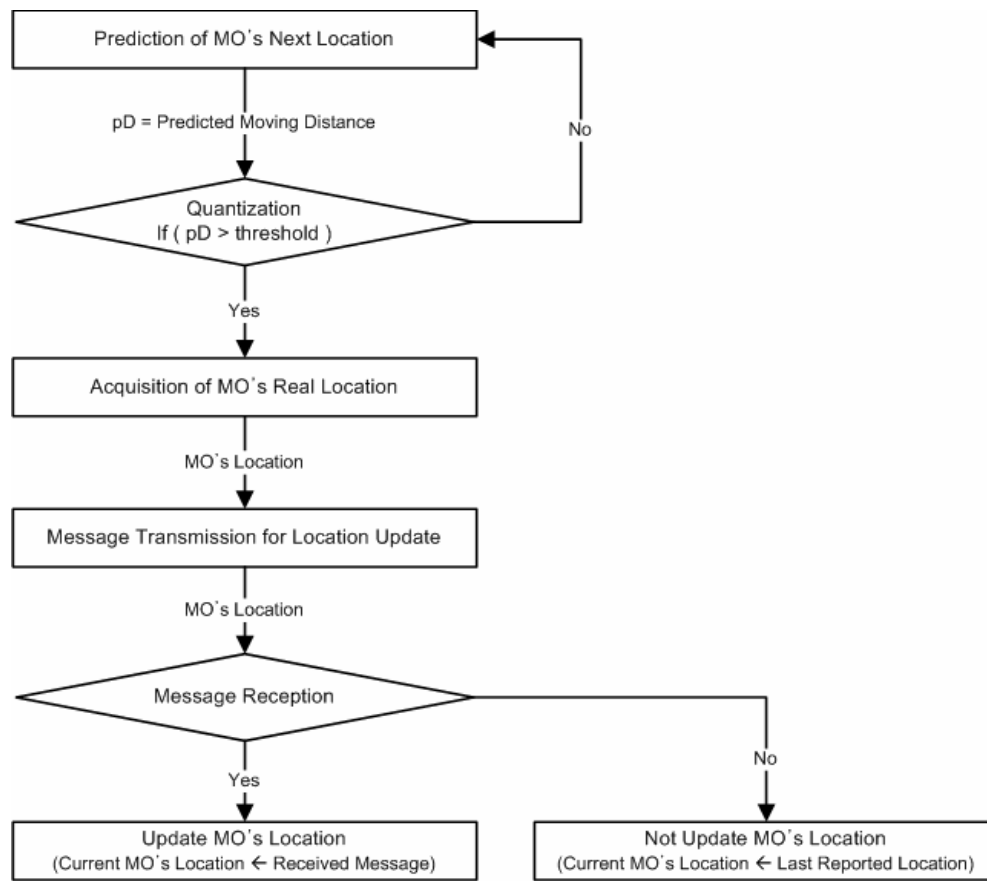 Prediction of MO's Next Location
pD = Predicted Moving Distance
No
Quantization
If ( pD > threshold )
Yes
Acquisition of MO's Real Location
MO's Location
Message Transmission for Location Update
MO's Location
Message Reception
No
Yes
Update MO's Location
(Current MO's Location ← Received Message)
Not Update MO's Location
(Current MO's Location ← Last Reported Location)